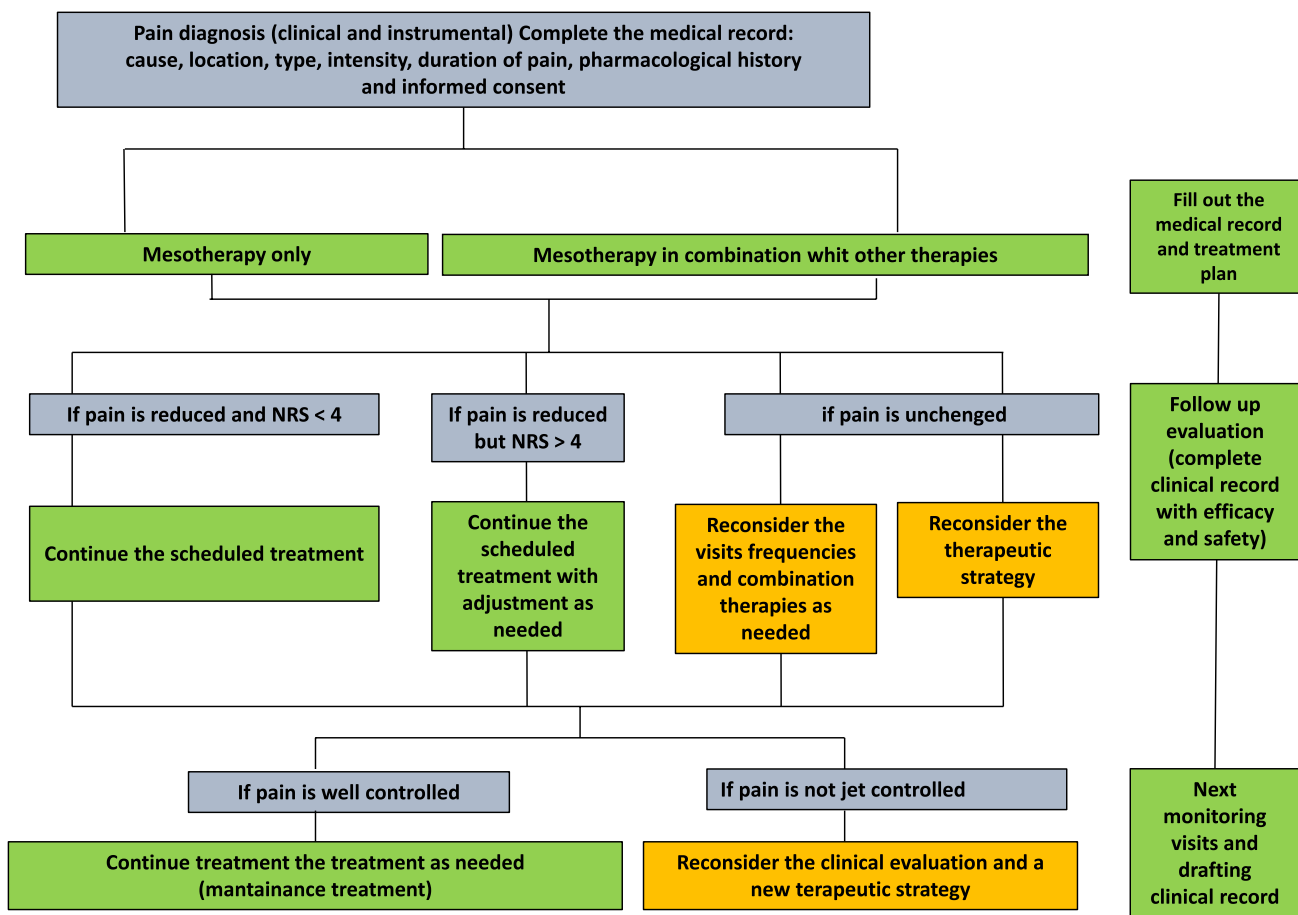 Pain diagnosis (clinical and instrumental) Complete the medical record:
cause, location, type, intensity, duration of pain, pharmacological history
and informed consent
Mesotherapy only
Mesotherapy in combination whit other therapies
Fill out the
medical record
and treatment
plan
If pain is reduced and NRS < 4
If pain is reduced
but NRS > 4
if pain is unchenged
Follow up
evaluation
(complete
clinical record
with efficacy
and safety)
Continue the scheduled treatment
Continue the
scheduled
treatment with
adjustment as
needed
Reconsider the
visits frequencies
and combination
therapies as
needed
Reconsider the
therapeutic
strategy
If pain is well controlled
If pain is not jet controlled
Next
monitoring
visits and
drafting
clinical record
Continue treatment the treatment as needed
(mantainance treatment)
Reconsider the clinical evaluation and a
new terapeutic strategy